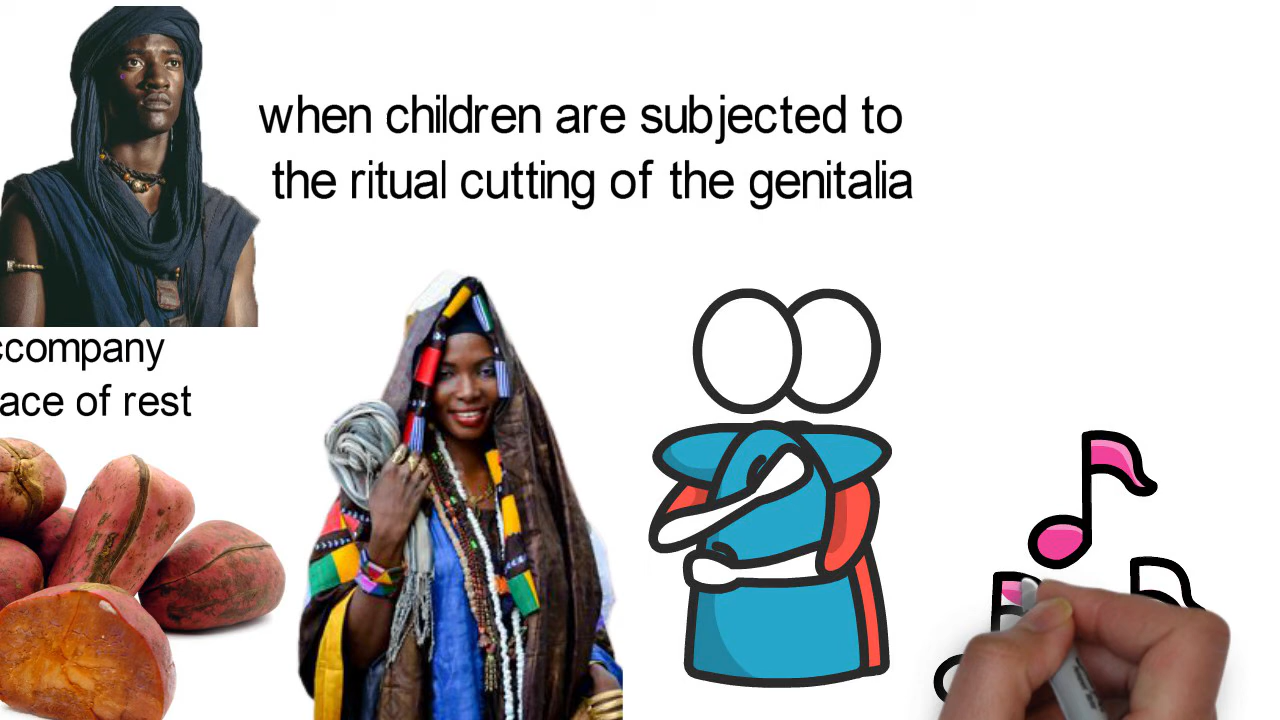 when children are subjected to
the ritual cutting of the genitalia
ccompany
ace of rest